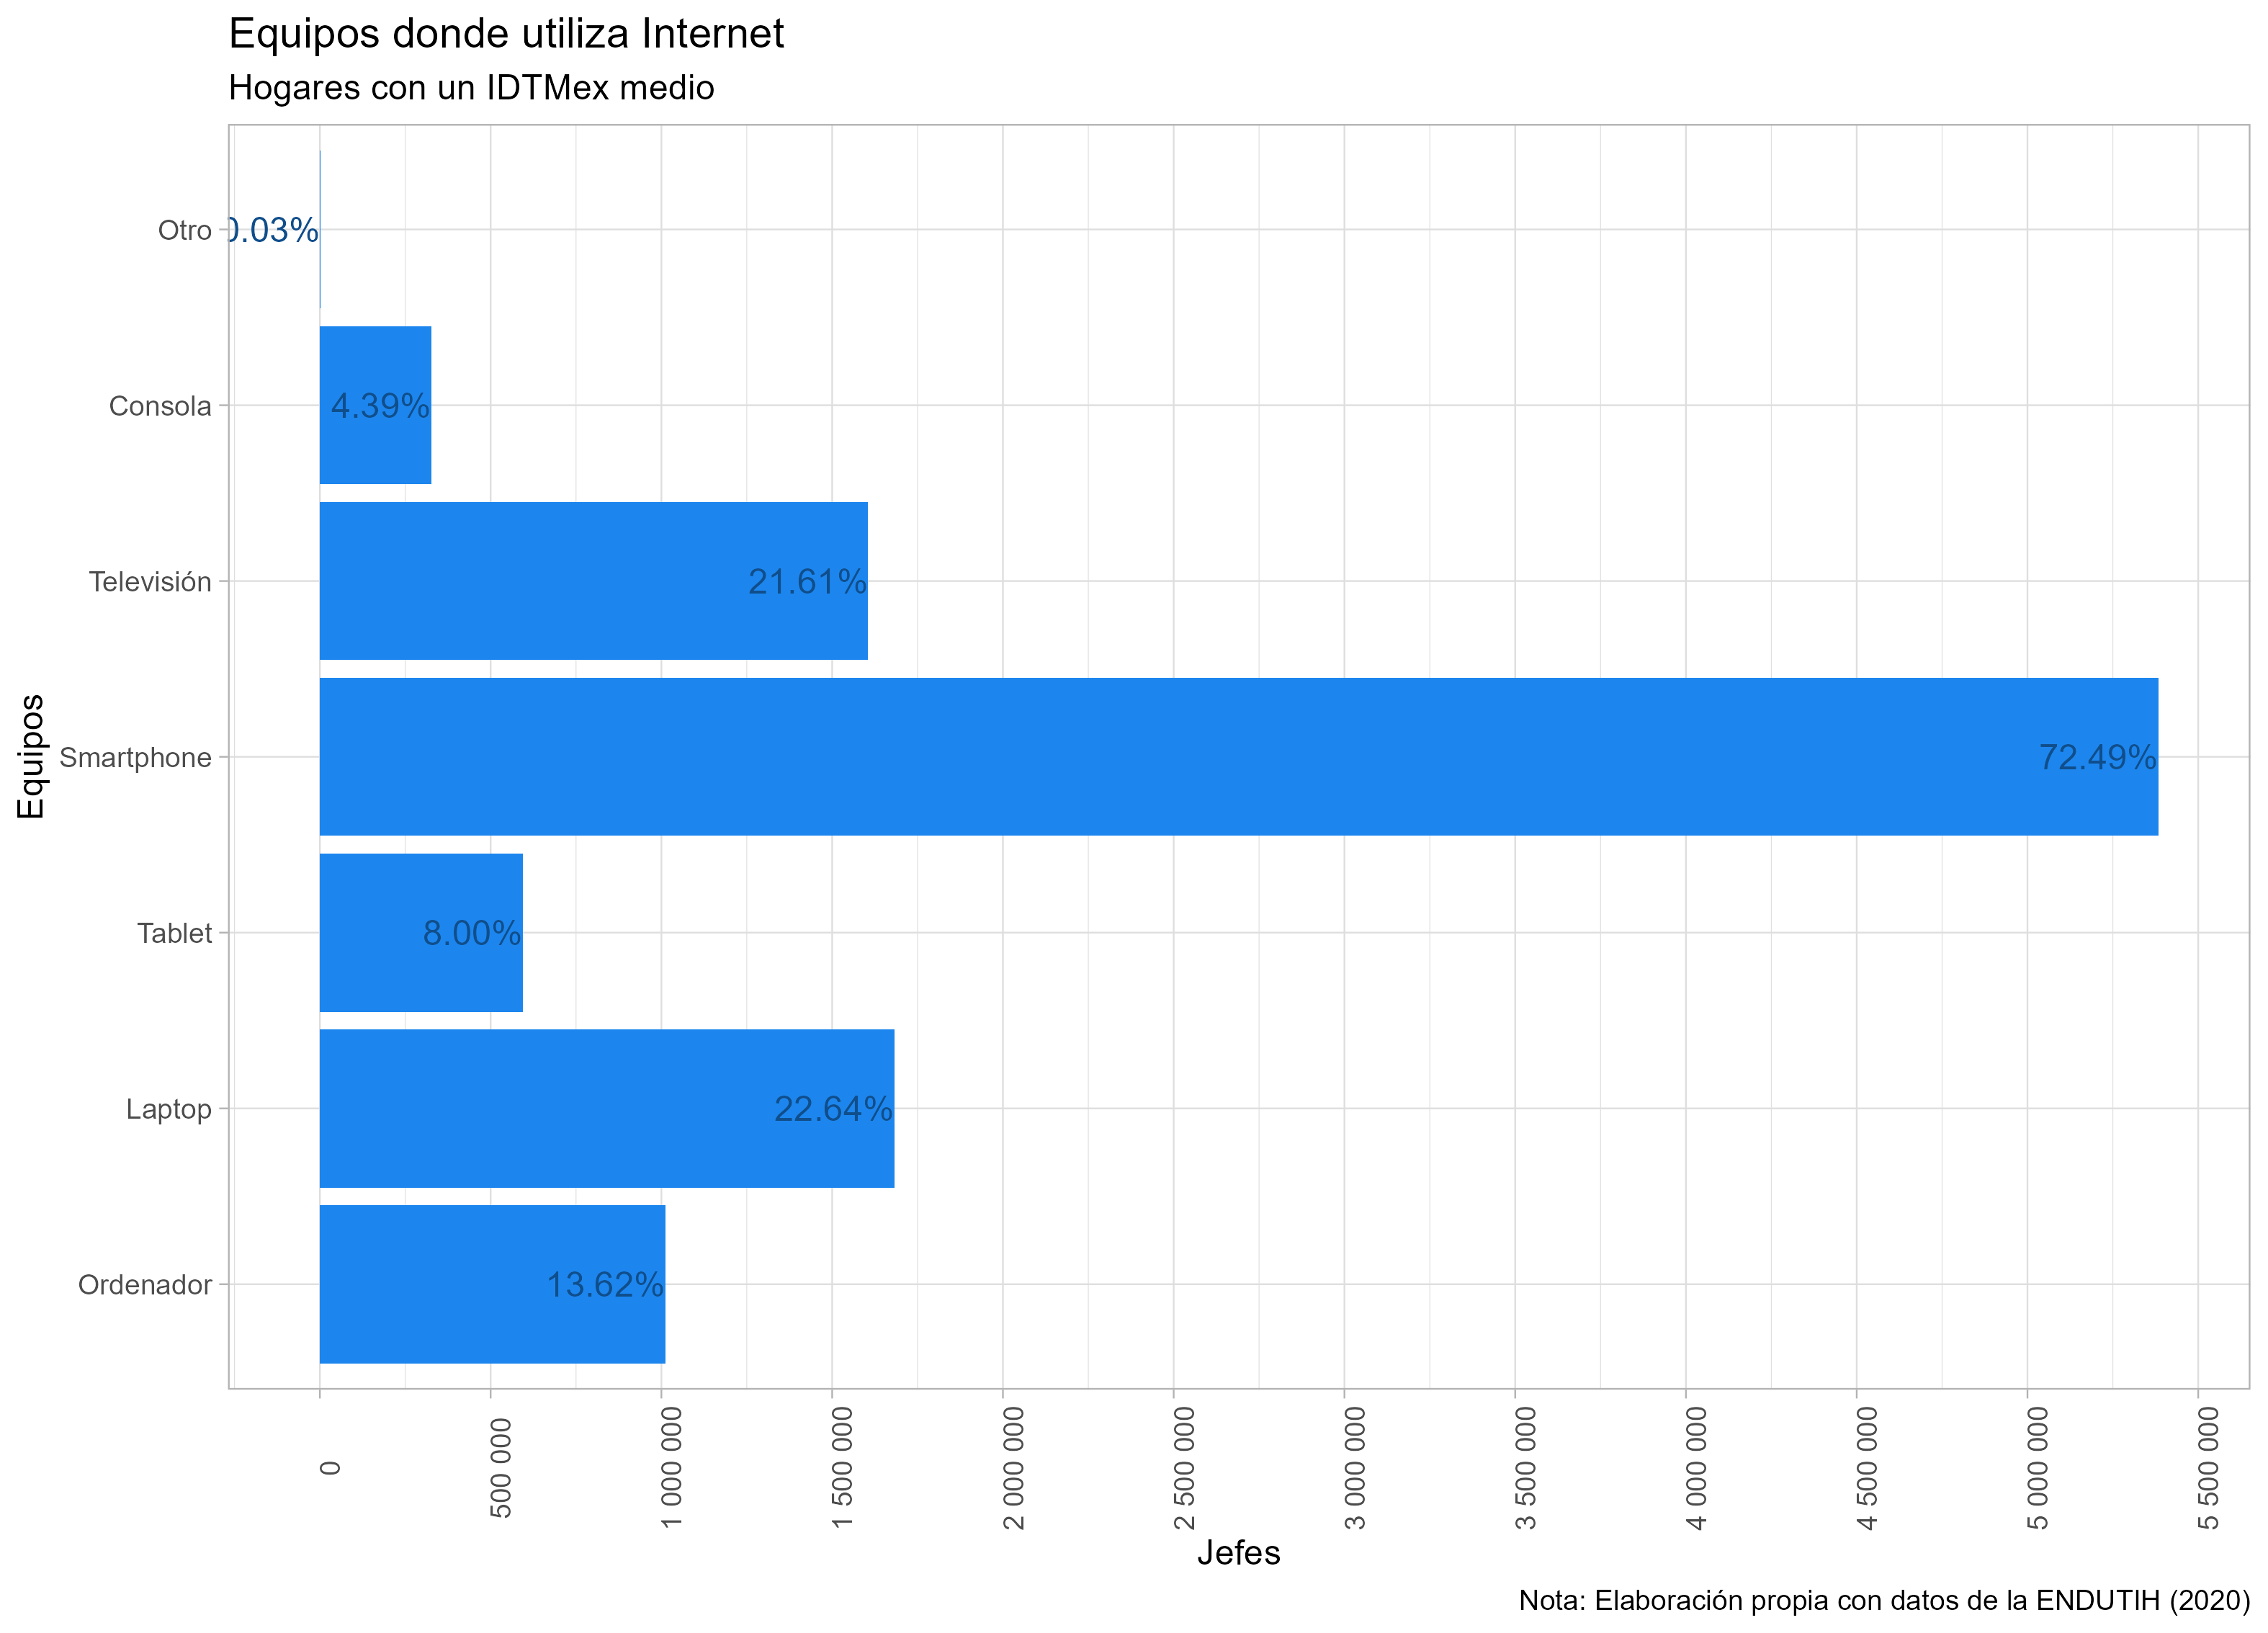 Equipos donde utiliza Internet
Hogares con un IDTMex medio
Equipos
Otro
0.03%
Consola
4.39%
Televisión
21.61%
Smartphone
72.49%
Tablet
8.00%
Laptop
22.64%
Ordenador
13.62%
0
500 000
1 000 000
1 500 000
2 000 000
2 500 000
3 000 000
3 500 000
4 000 000
4 500 000
5 000 000
5 500 000
Jefes
Nota: Elaboración propia con datos de la ENDUTIH (2020)